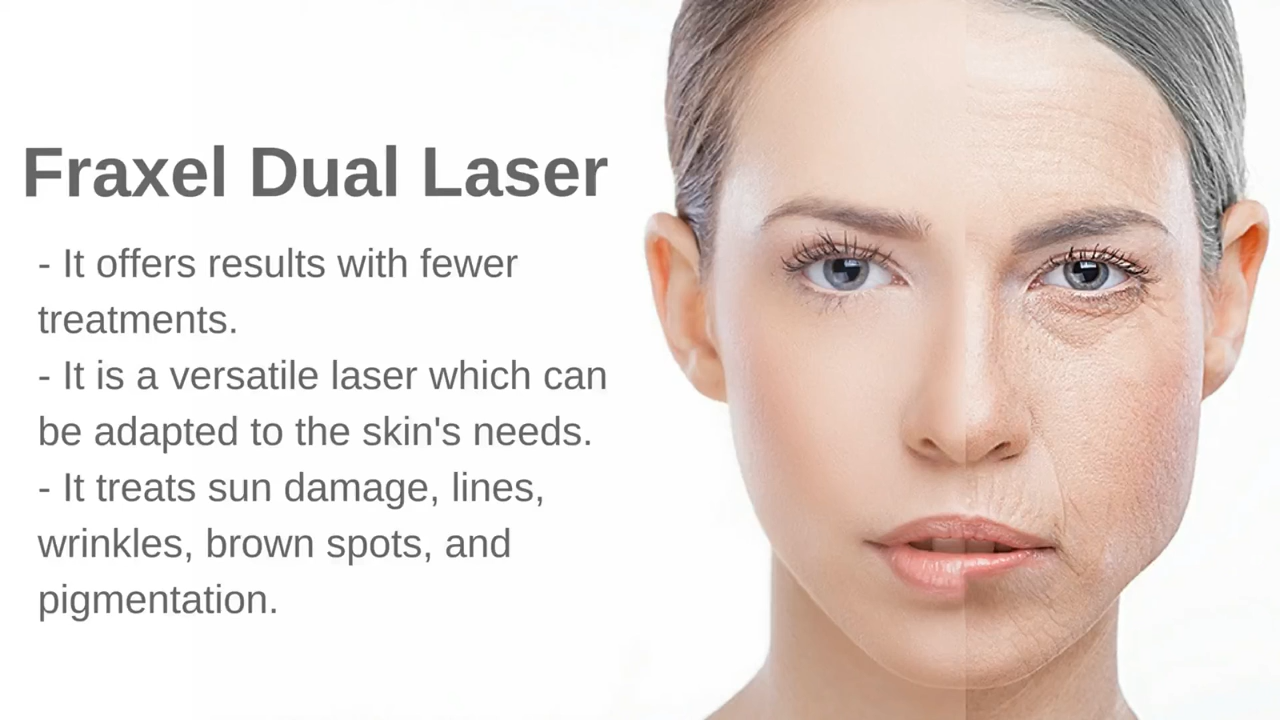 Fraxel Dual Laser
- It offers results with fewer
treatments.
- It is a versatile laser which can
be adapted to the skin's needs.
- It treats sun damage, lines,
wrinkles, brown spots, and
pigmentation.